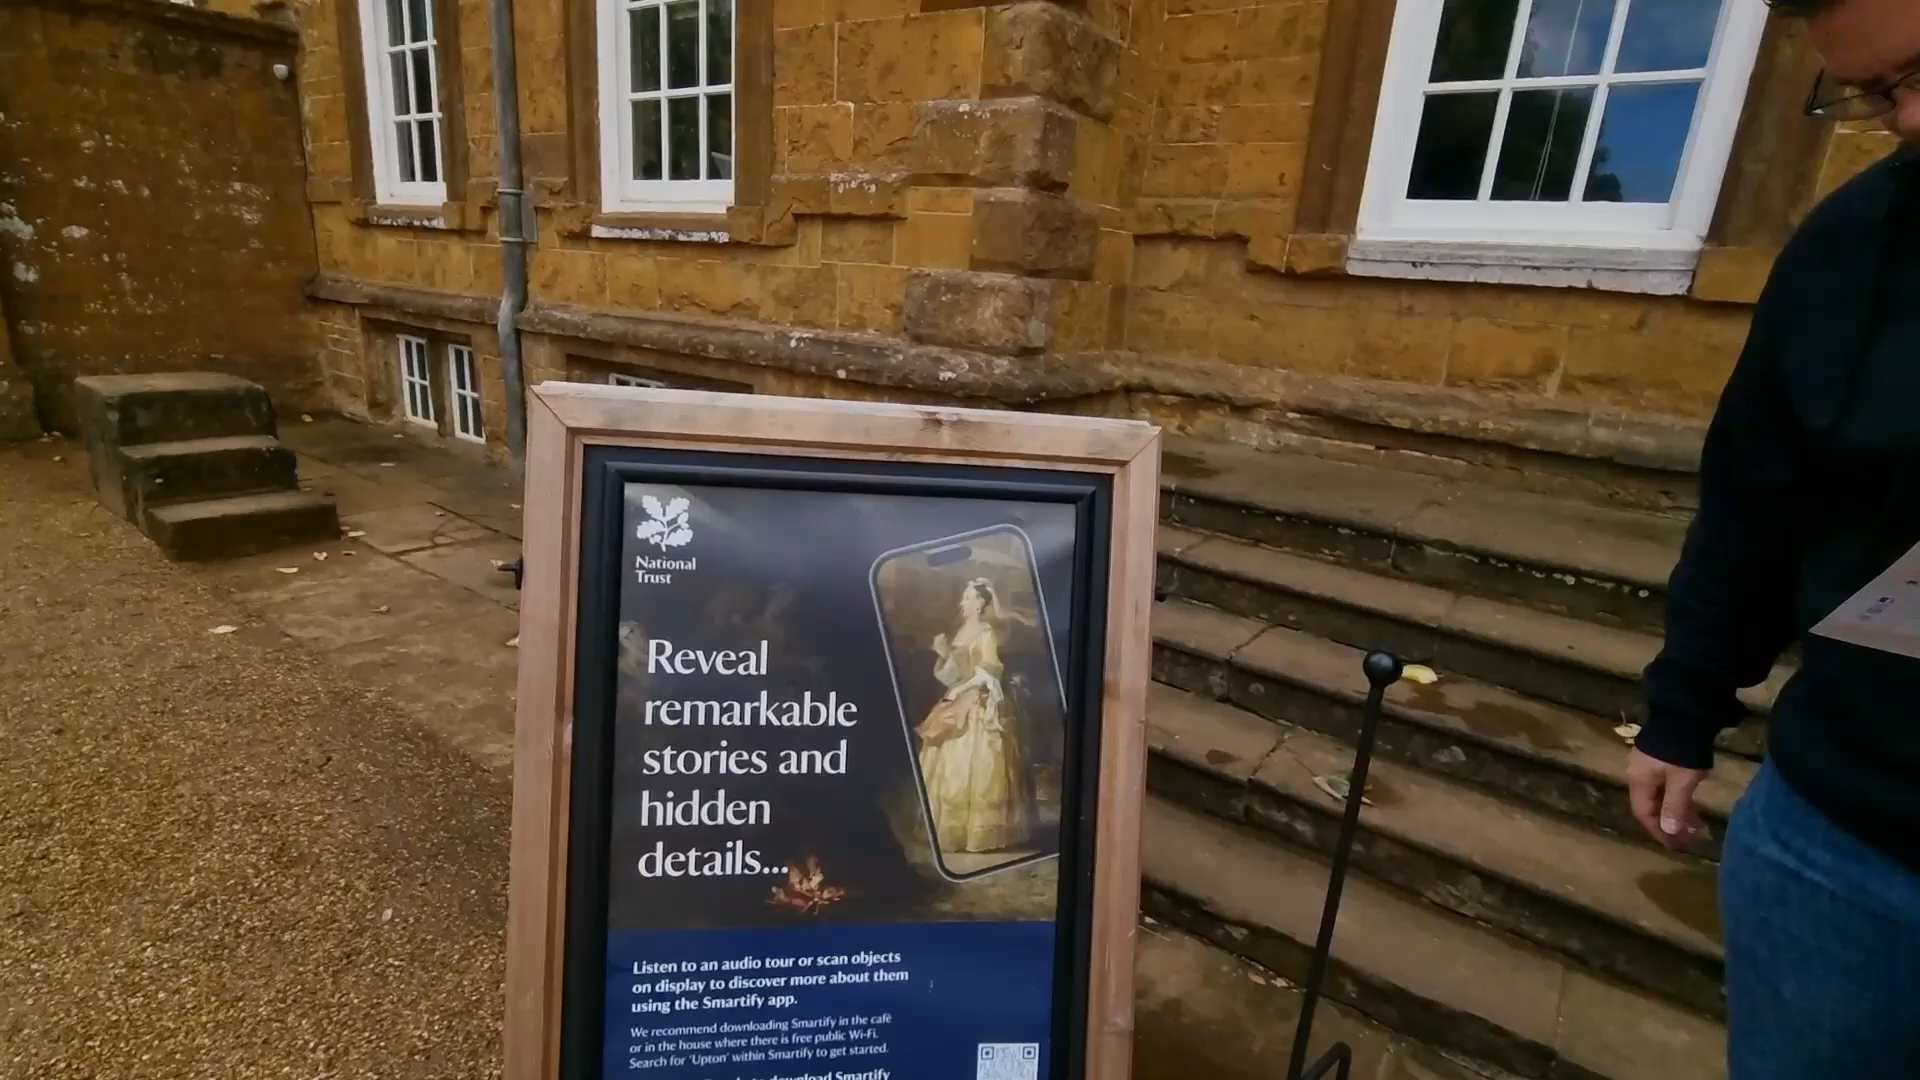 National
Trust
Reveal
remarkable
stories and
hidden
details...
Listen to an audio tour or scan objects
on display to discover more about them
using the Smartify app.
We recommend downloading Smartify in the café
or in the house where there is free public Wi-Fi.
Search for 'Upton' within Smartify to get started.
download Smartify